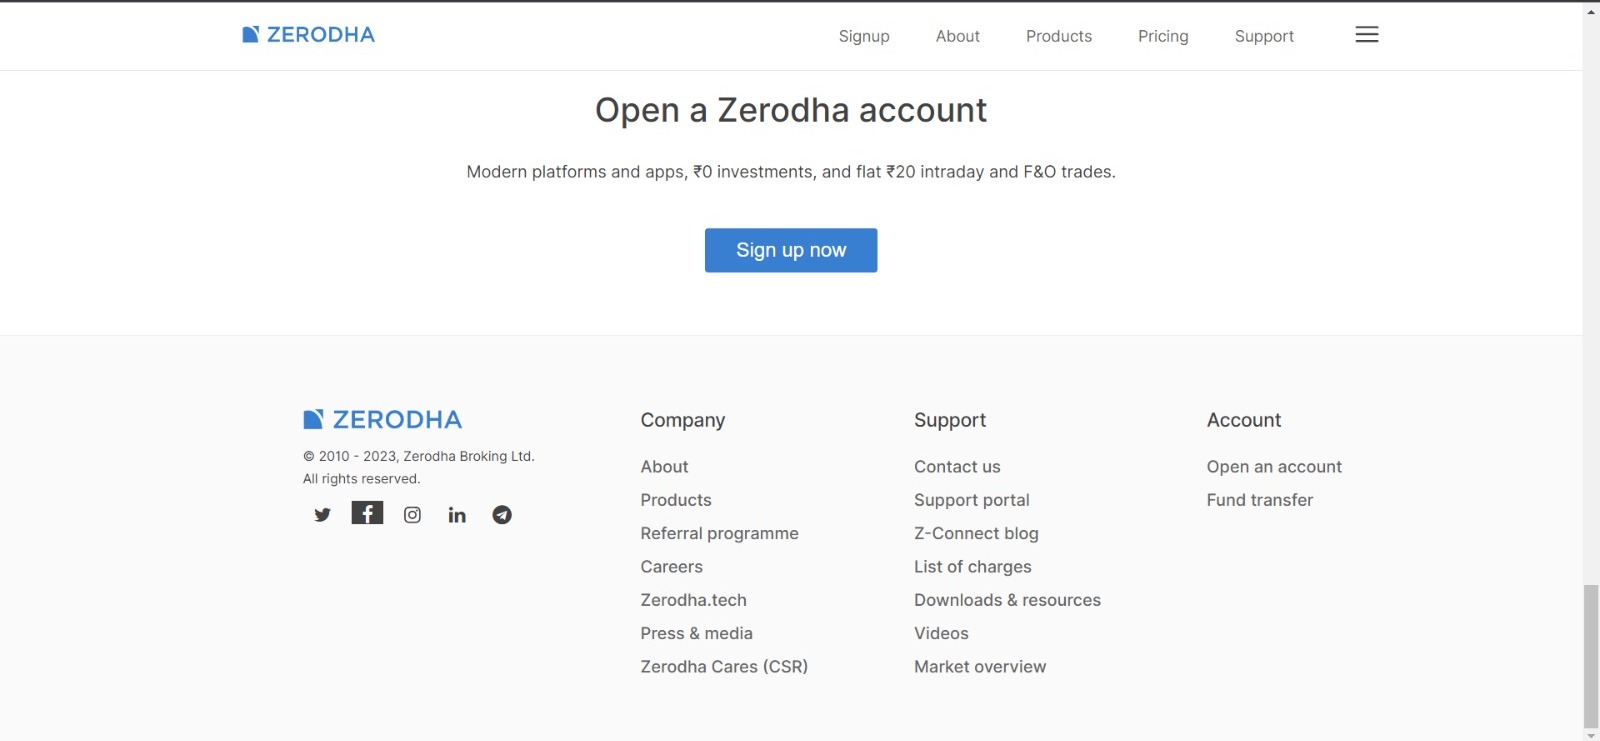 ZERODHA
Signup About Products Pricing Support
Open a Zerodha account
Modern platforms and apps, ₹0 investments, and flat ₹20 intraday and F&O trades.
Sign up now
ZERODHA
© 2010 - 2023, Zerodha Broking Ltd.
All rights reserved.
Company
About
Products
Referral programme
Careers
Zerodha.tech
Press & media
Zerodha Cares (CSR)
Support
Contact us
Support portal
Z-Connect blog
List of charges
Downloads & resources
Videos
Market overview
Account
Open an account
Fund transfer